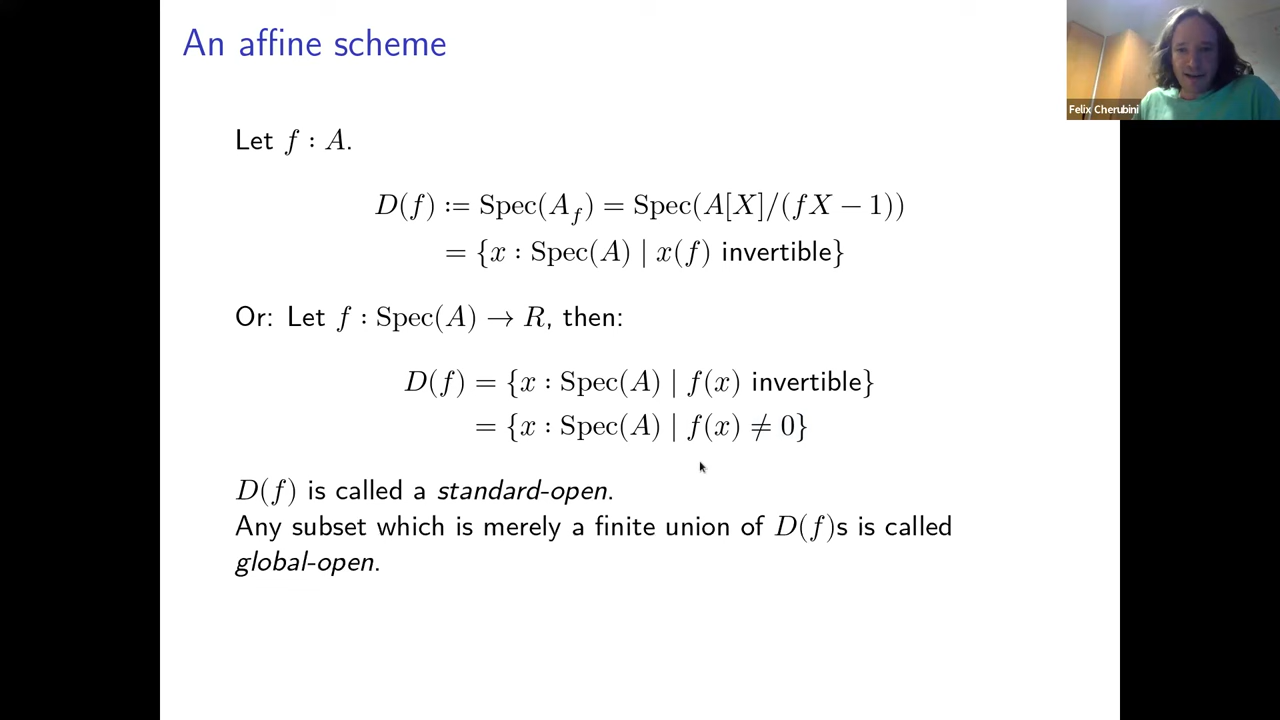 An affine scheme
Felix Cherubini
Let f : A.
D(f) := Spec(A_f) = Spec(A[X]/(fX − 1))
= {x : Spec(A) | x(f) invertible}
Or: Let f : Spec(A) → R, then:
D(f) = {x : Spec(A) | f(x) invertible}
= {x : Spec(A) | f(x) ≠ 0}
D(f) is called a standard-open.
Any subset which is merely a finite union of D(f)s is called
global-open.